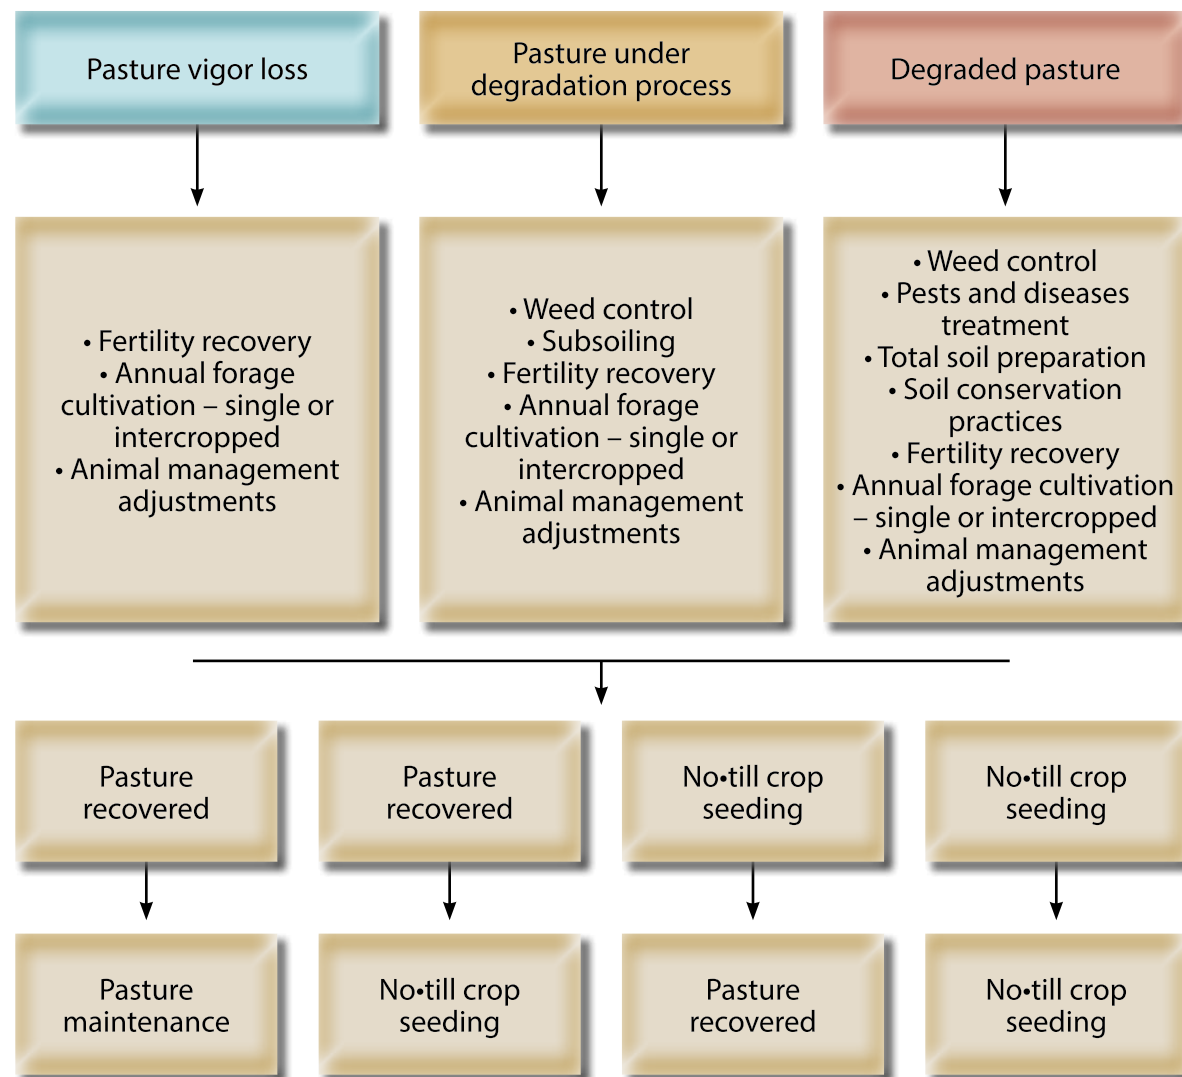 Pasture vigor loss
Pasture under
degradation process
Degraded pasture
• Fertility recovery
• Annual forage
cultivation – single or
intercropped
• Animal management
adjustments
• Weed control
• Subsoiling
• Fertility recovery
• Annual forage
cultivation – single or
intercropped
• Animal management
adjustments
• Weed control
• Pests and diseases
treatment
• Total soil preparation
• Soil conservation
practices
• Fertility recovery
• Annual forage cultivation
– single or intercropped
• Animal management
adjustments
Pasture
recovered
Pasture
recovered
No•till crop
seeding
No•till crop
seeding
Pasture
maintenance
No•till crop
seeding
Pasture
recovered
No•till crop
seeding